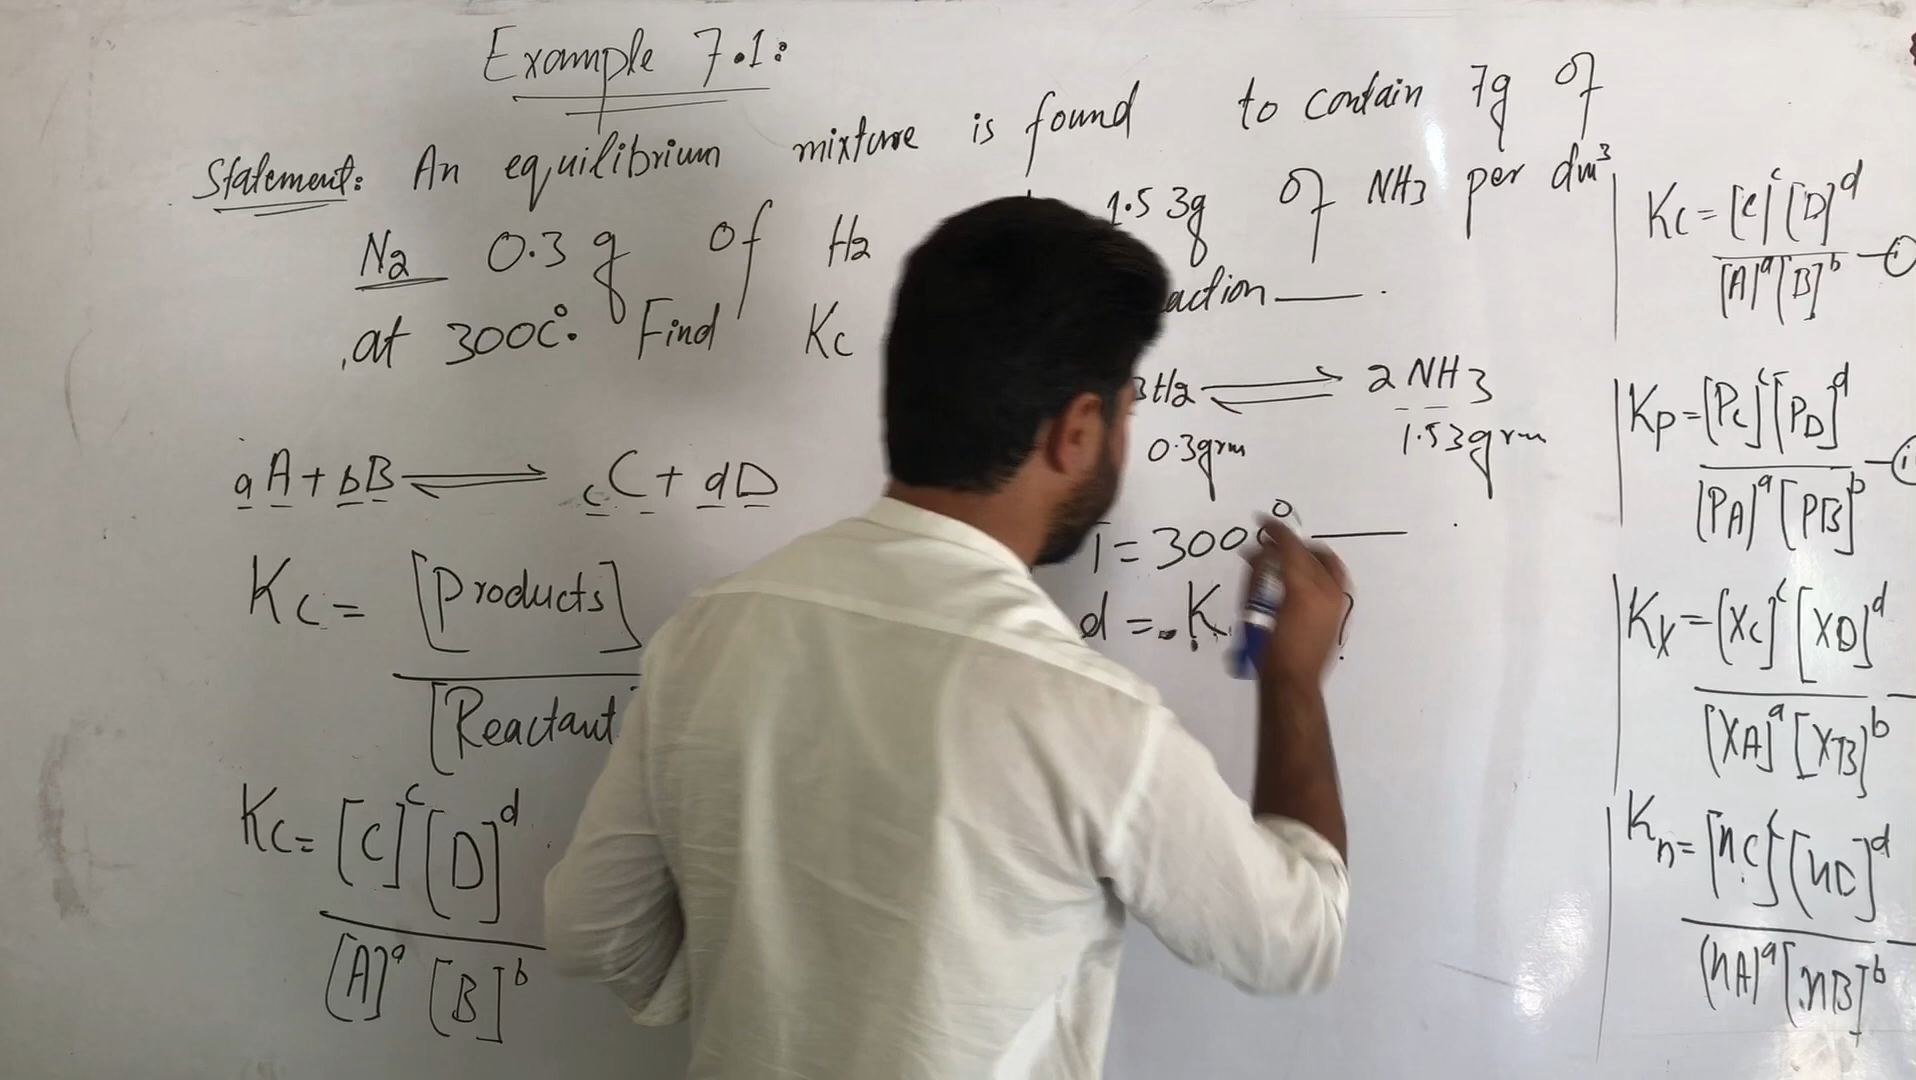 Example 7.1:
Statement: An equilibrium mixture is found to contain 7g of
N2 0.3 g of H2 1.53g of NH3 per dm³
at 300C°. Find Kc action
3H2 ⇌ 2NH3
0.3grm 1.53grm
T = 300C°
d = K ?
aA + bB ⇌ cC + dD
Kc = [Products]
[Reactant
Kc = [C]ᶜ [D]ᵈ
[A]ᵃ [B]ᵇ
Kc = [C]ᶜ [D]ᵈ
[A]ᵃ [B]ᵇ
Kp = [Pc]ᶜ [PD]ᵈ
[PA]ᵃ [PB]ᵇ
Kx = [Xc]ᶜ [XD]ᵈ
[XA]ᵃ [XB]ᵇ
Kn = [nC]ᶜ [nD]ᵈ
[nA]ᵃ [nB]ᵇ